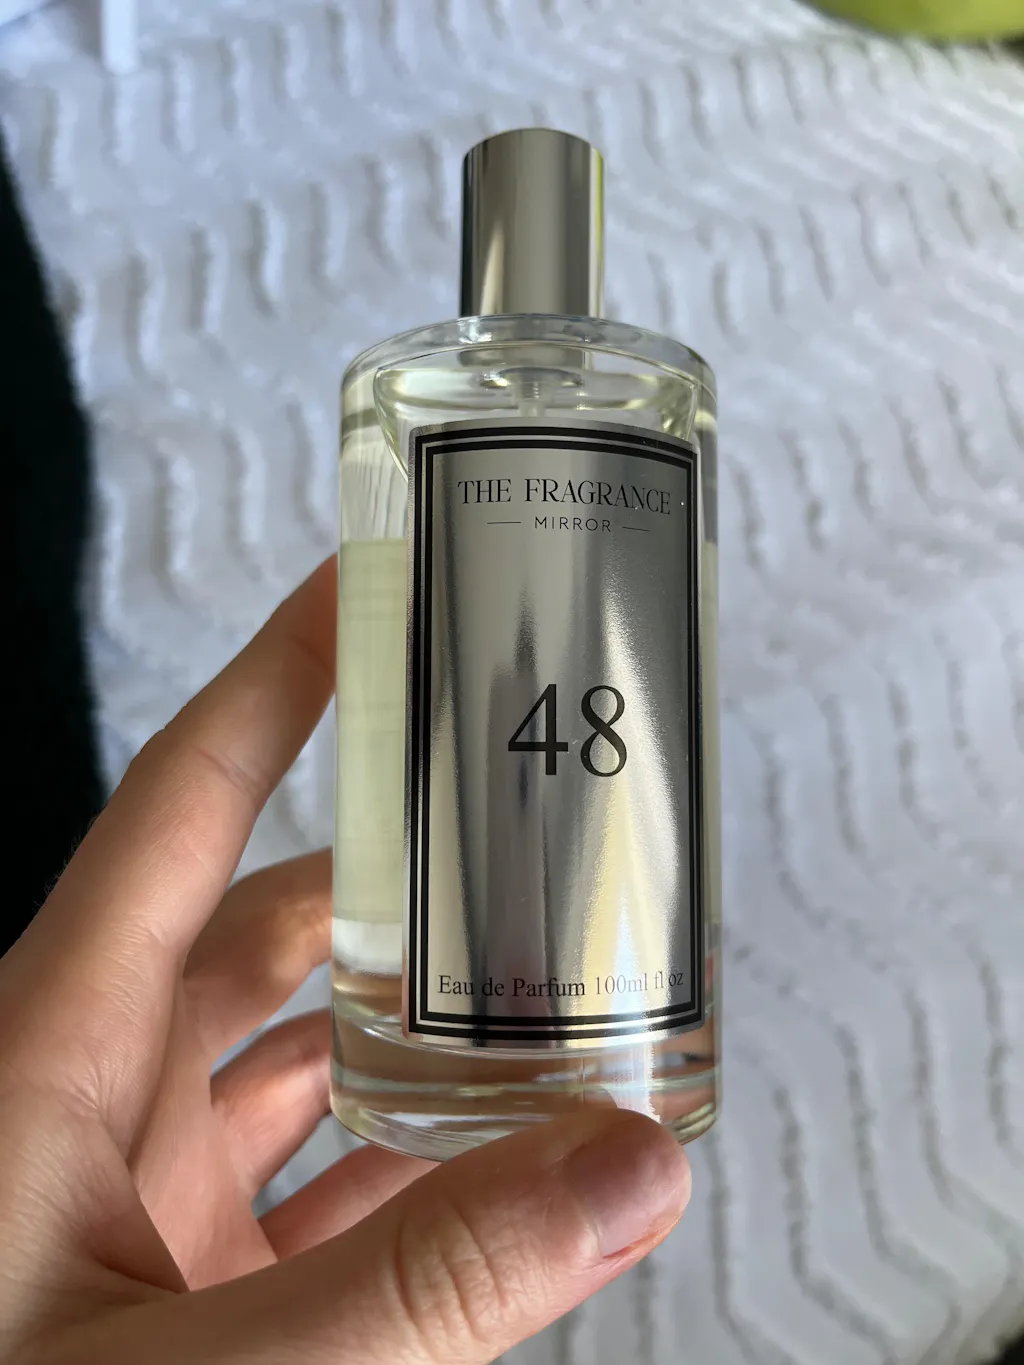 THE FRAGRANCE
MIRROR
48
Eau de Parfum 100ml fl oz